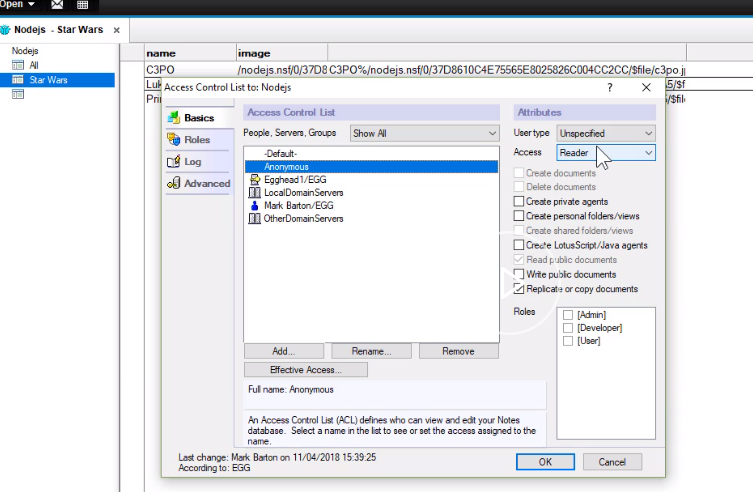 Open
Nodejs - Star Wars
Nodejs
All
Star Wars
name image
C3PO /nodejs.nsf/0/37D8 C3PO%/nodejs.nsf/0/37D8610C4E75565E8025826C004CC2CC/$file/c3po.j
Luk
Pri
Access Control List to: Nodejs
Basics
Roles
Log
Advanced
Access Control List
People, Servers, Groups Show All
-Default-
Anonymous
Egghead1/EGG
LocalDomainServers
Mark Barton/EGG
OtherDomainServers
Add...
Rename...
Remove
Effective Access...
Full name: Anonymous
An Access Control List (ACL) defines who can view and edit your Notes
database. Select a name in the list to see or set the access assigned to the
name.
Attributes
User type Unspecified
Access Reader
Create documents
Delete documents
Create private agents
Create personal folders/views
Create shared folders/views
Create LotusScript/Java agents
Read public documents
Write public documents
Replicate or copy documents
Roles
[Admin]
[Developer]
[User]
Last change: Mark Barton on 11/04/2018 15:39:25
According to: EGG
OK
Cancel